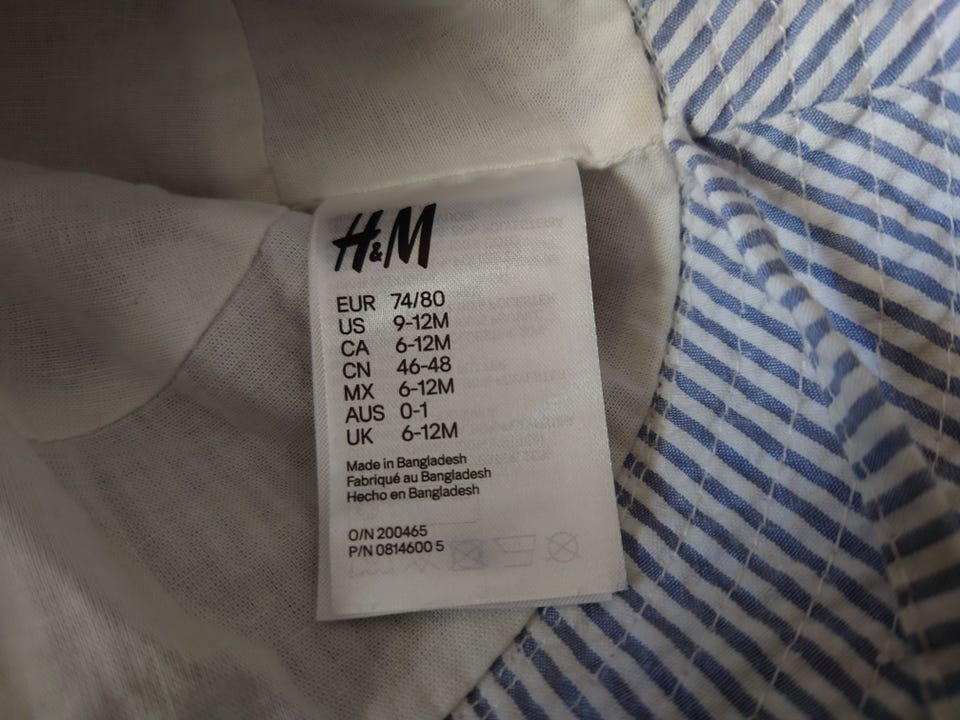 H&M
EUR 74/80
US 9-12M
CA 6-12M
CN 46-48
MX 6-12M
AUS 0-1
UK 6-12M
Made in Bangladesh
Fabriqué au Bangladesh
Hecho en Bangladesh
O/N 200465
P/N 0814600 5